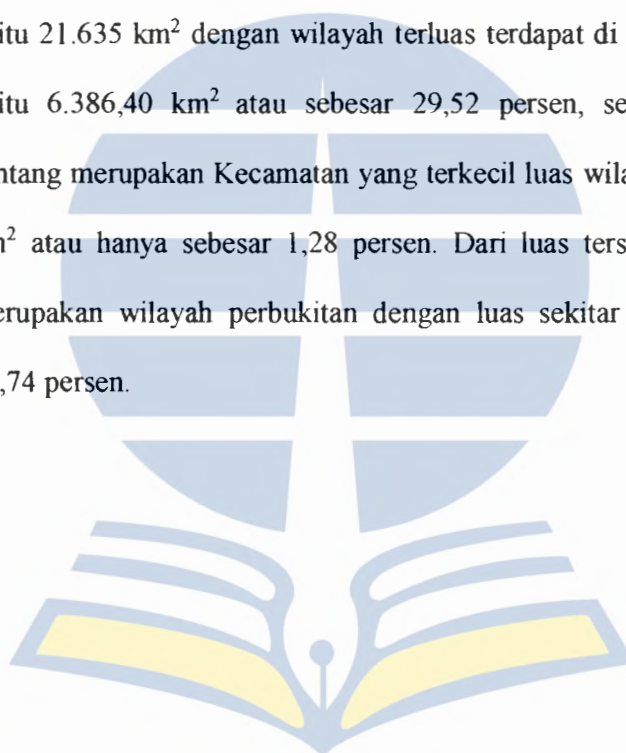 itu 21.635 km² dengan wilayah terluas terdapat di
itu 6.386,40 km² atau sebesar 29,52 persen, se
ntang merupakan Kecamatan yang terkecil luas wila
m² atau hanya sebesar 1,28 persen. Dari luas ters
erupakan wilayah perbukitan dengan luas sekitar
,74 persen.